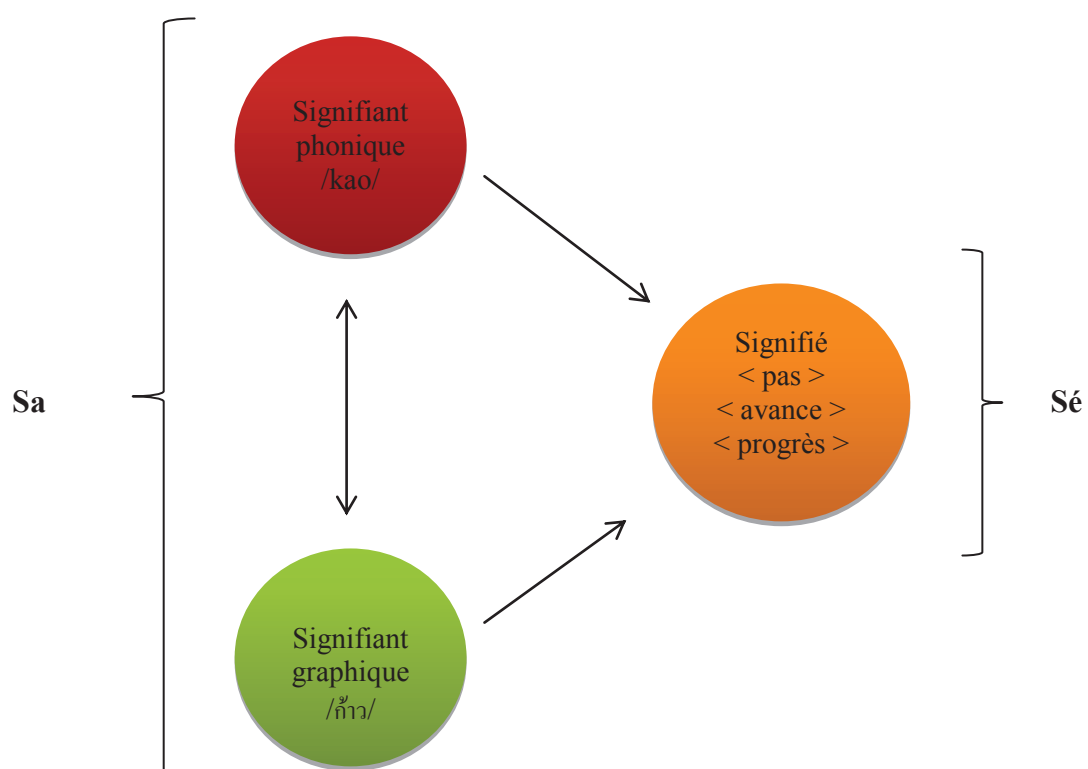 Signifiant
phonique
/kao/
Signifié
< pas >
< avance >
< progrès >
Sa
Sé
Signifiant
graphique
/ก้าว/